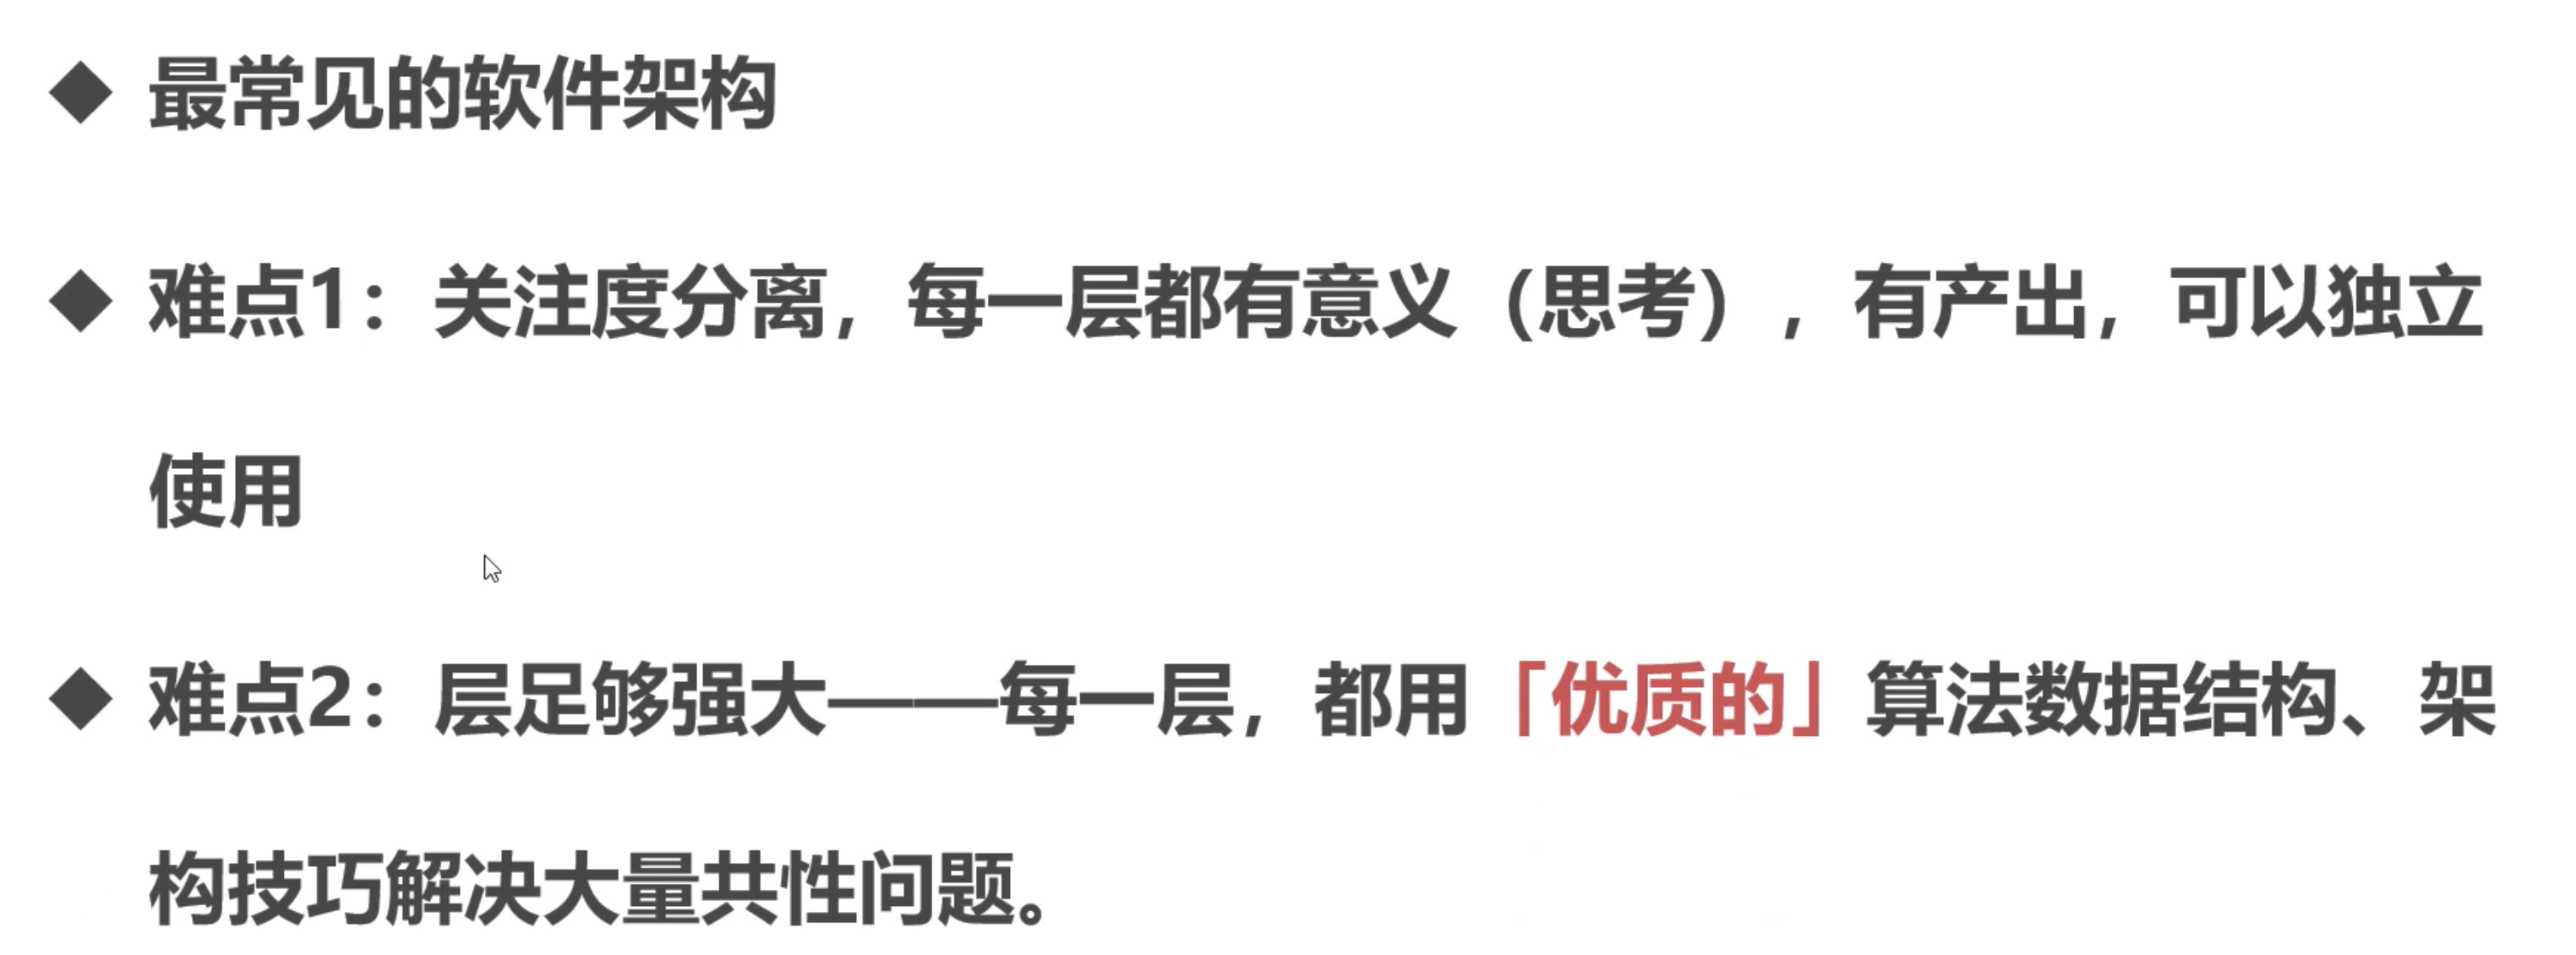 ◆ 最常见的软件架构
◆ 难点1：关注度分离，每一层都有意义（思考），有产出，可以独立
使用
◆ 难点2：层足够强大——每一层，都用「优质的」算法数据结构、架
构技巧解决大量共性问题。